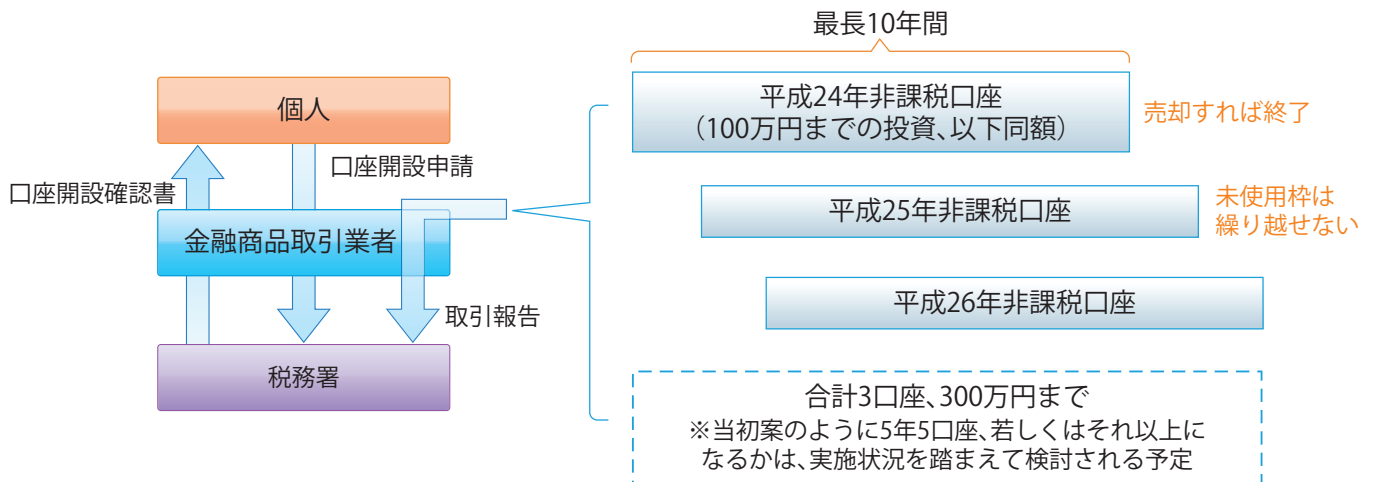 最長10年間
個人
口座開設確認書
口座開設申請
金融商品取引業者
取引報告
税務署
平成24年非課税口座
（100万円までの投資、以下同額）
売却すれば終了
平成25年非課税口座
未使用枠は
繰り越せない
平成26年非課税口座
合計3口座、300万円まで
※当初案のように5年5口座、若しくはそれ以上に
なるかは、実施状況を踏まえて検討される予定